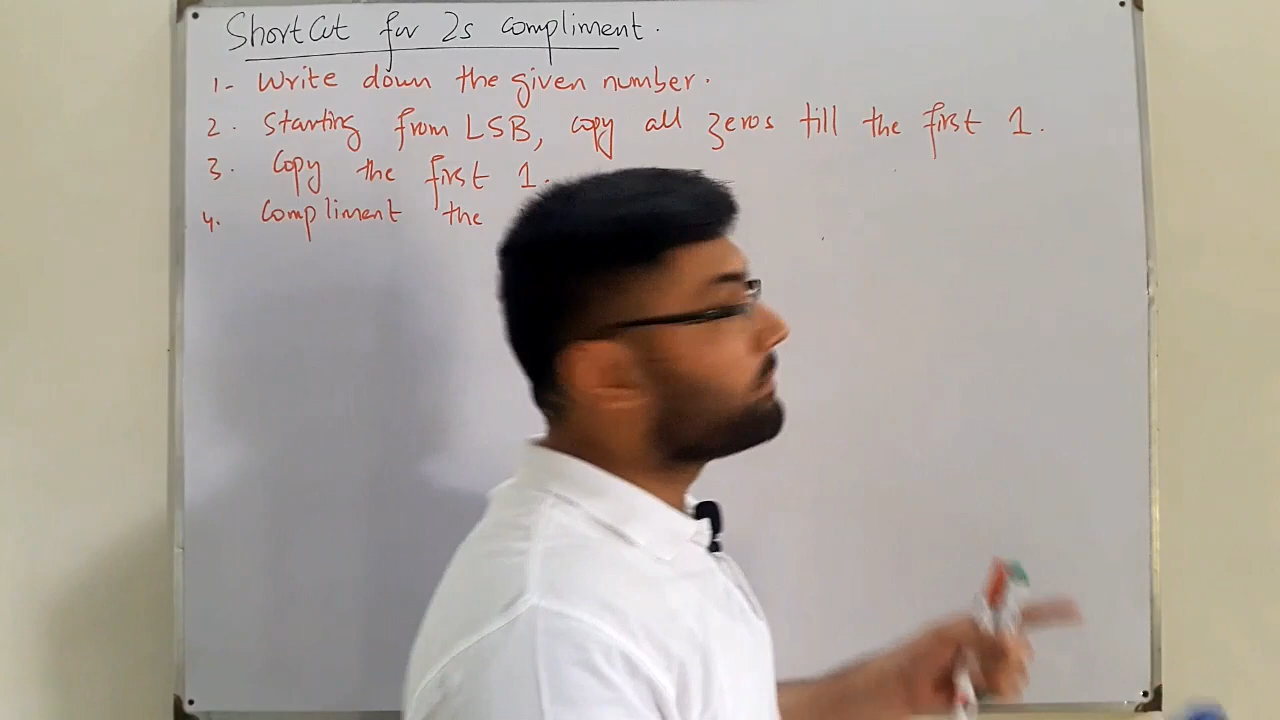 Shortcut for 2s compliment.
1- Write down the given number.
2. Starting from LSB, copy all zeros till the first 1.
3. Copy the first 1.
4. Compliment the